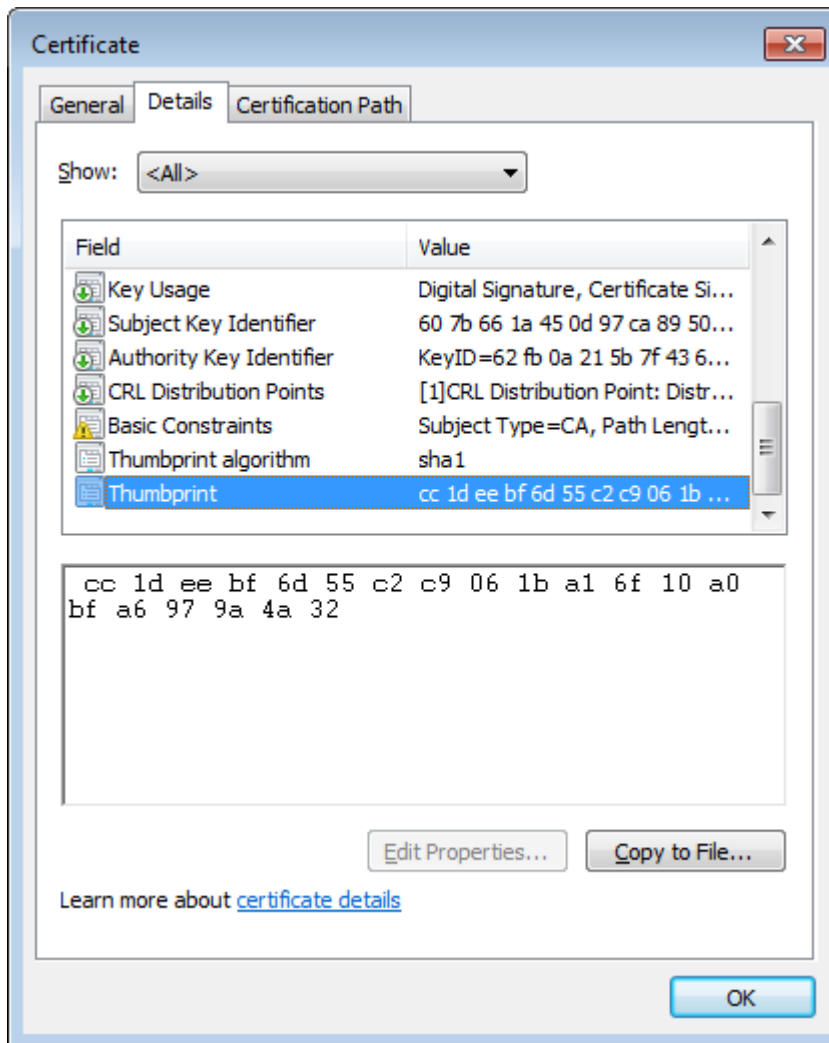 Certificate
General Details Certification Path
Show: <All>
Field Value
Key Usage Digital Signature, Certificate Si...
Subject Key Identifier 60 7b 66 1a 45 0d 97 ca 89 50...
Authority Key Identifier KeyID=62 fb 0a 21 5b 7f 43 6...
CRL Distribution Points [1]CRL Distribution Point: Distr...
Basic Constraints Subject Type=CA, Path Lengt...
Thumbprint algorithm sha1
Thumbprint cc 1d ee bf 6d 55 c2 c9 06 1b ...
cc 1d ee bf 6d 55 c2 c9 06 1b a1 6f 10 a0
bf a6 97 9a 4a 32
Edit Properties... Copy to File...
Learn more about certificate details
OK